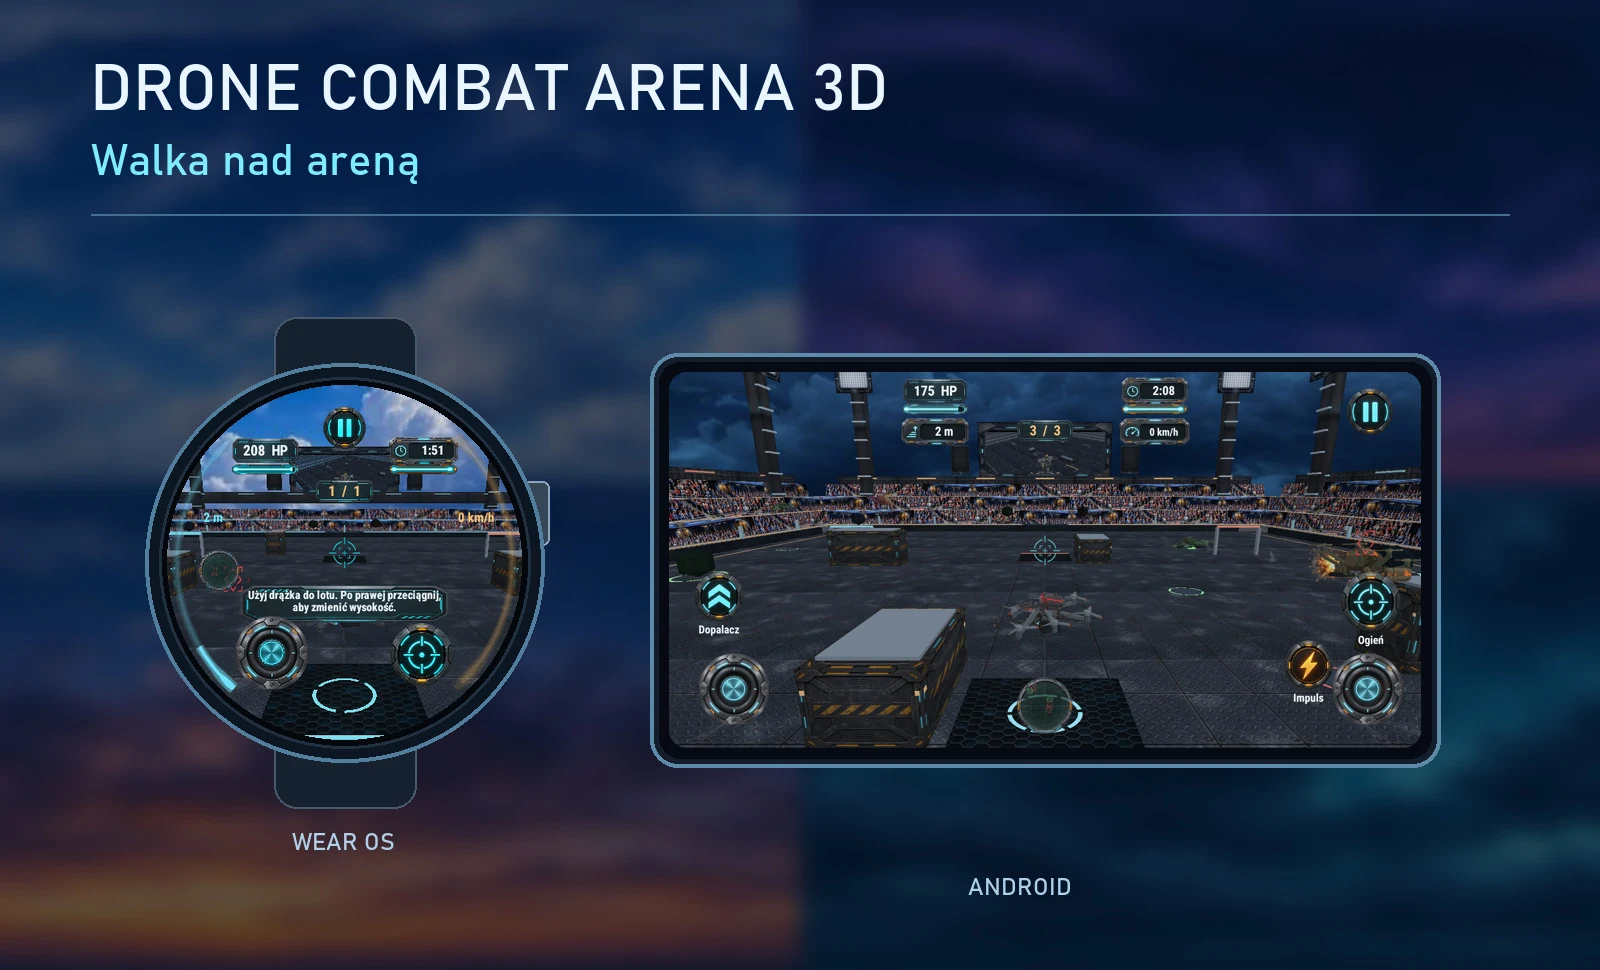 DRONE COMBAT ARENA 3D
Walka nad areną
208 HP
1:51
1 / 1
2 m
0 km/h
Użyj drążka do lotu. Po prawej przeciągnij,
aby zmienić wysokość.
WEAR OS
175 HP
2:08
2 m
3 / 3
0 km/h
Dopalacz
Ogień
Impuls
ANDROID